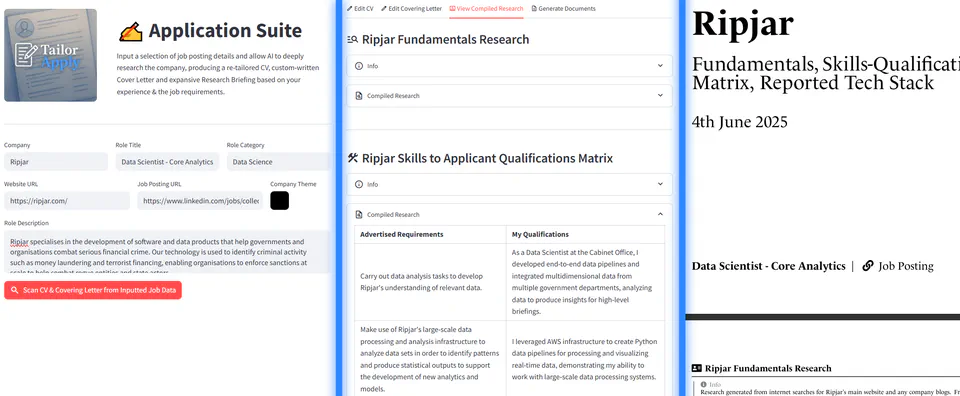 Tailor
Apply
Application Suite
Input a selection of job posting details and allow AI to deeply
research the company, producing a re-tailored CV, custom-written
Cover Letter and expansive Research Briefing based on your
experience & the job requirements.
Company
Role Title
Role Category
Ripjar
Data Scientist - Core Analytics
Data Science
Website URL
Job Posting URL
Company Theme
https://ripjar.com/
https://www.linkedin.com/jobs/collec
Role Description
Ripjar specialises in the development of software and data products that help governments and
organisations combat serious financial crime. Our technology is used to identify criminal activity
such as money laundering and terrorist financing, enabling organisations to enforce sanctions at
scale to help combat rogue entities and state actors.
Scan CV & Covering Letter from Inputted Job Data
Edit CV
Edit Covering Letter
View Compiled Research
Generate Documents
Ripjar Fundamentals Research
Info
Compiled Research
Ripjar Skills to Applicant Qualifications Matrix
Info
Compiled Research
Advertised Requirements
My Qualifications
Carry out data analysis tasks to develop
Ripjar's understanding of relevant data.
As a Data Scientist at the Cabinet Office, I
developed end-to-end data pipelines and
integrated multidimensional data from
multiple government departments, analyzing
data to produce insights for high-level
briefings.
Make use of Ripjar's large-scale data
processing and analysis infrastructure to
analyze data sets in order to identify patterns
and produce statistical outputs to support
the development of new analytics and
models.
I leveraged AWS infrastructure to create Python
data pipelines for processing and visualizing
real-time data, demonstrating my ability to
work with large-scale data processing systems.
Ripjar
Fundamentals, Skills-Qualificati
Matrix, Reported Tech Stack
4th June 2025
Data Scientist - Core Analytics | Job Posting
Ripjar Fundamentals Research
Info
Research generated from internet searches for Ripjar's main website and any company blogs. Fr